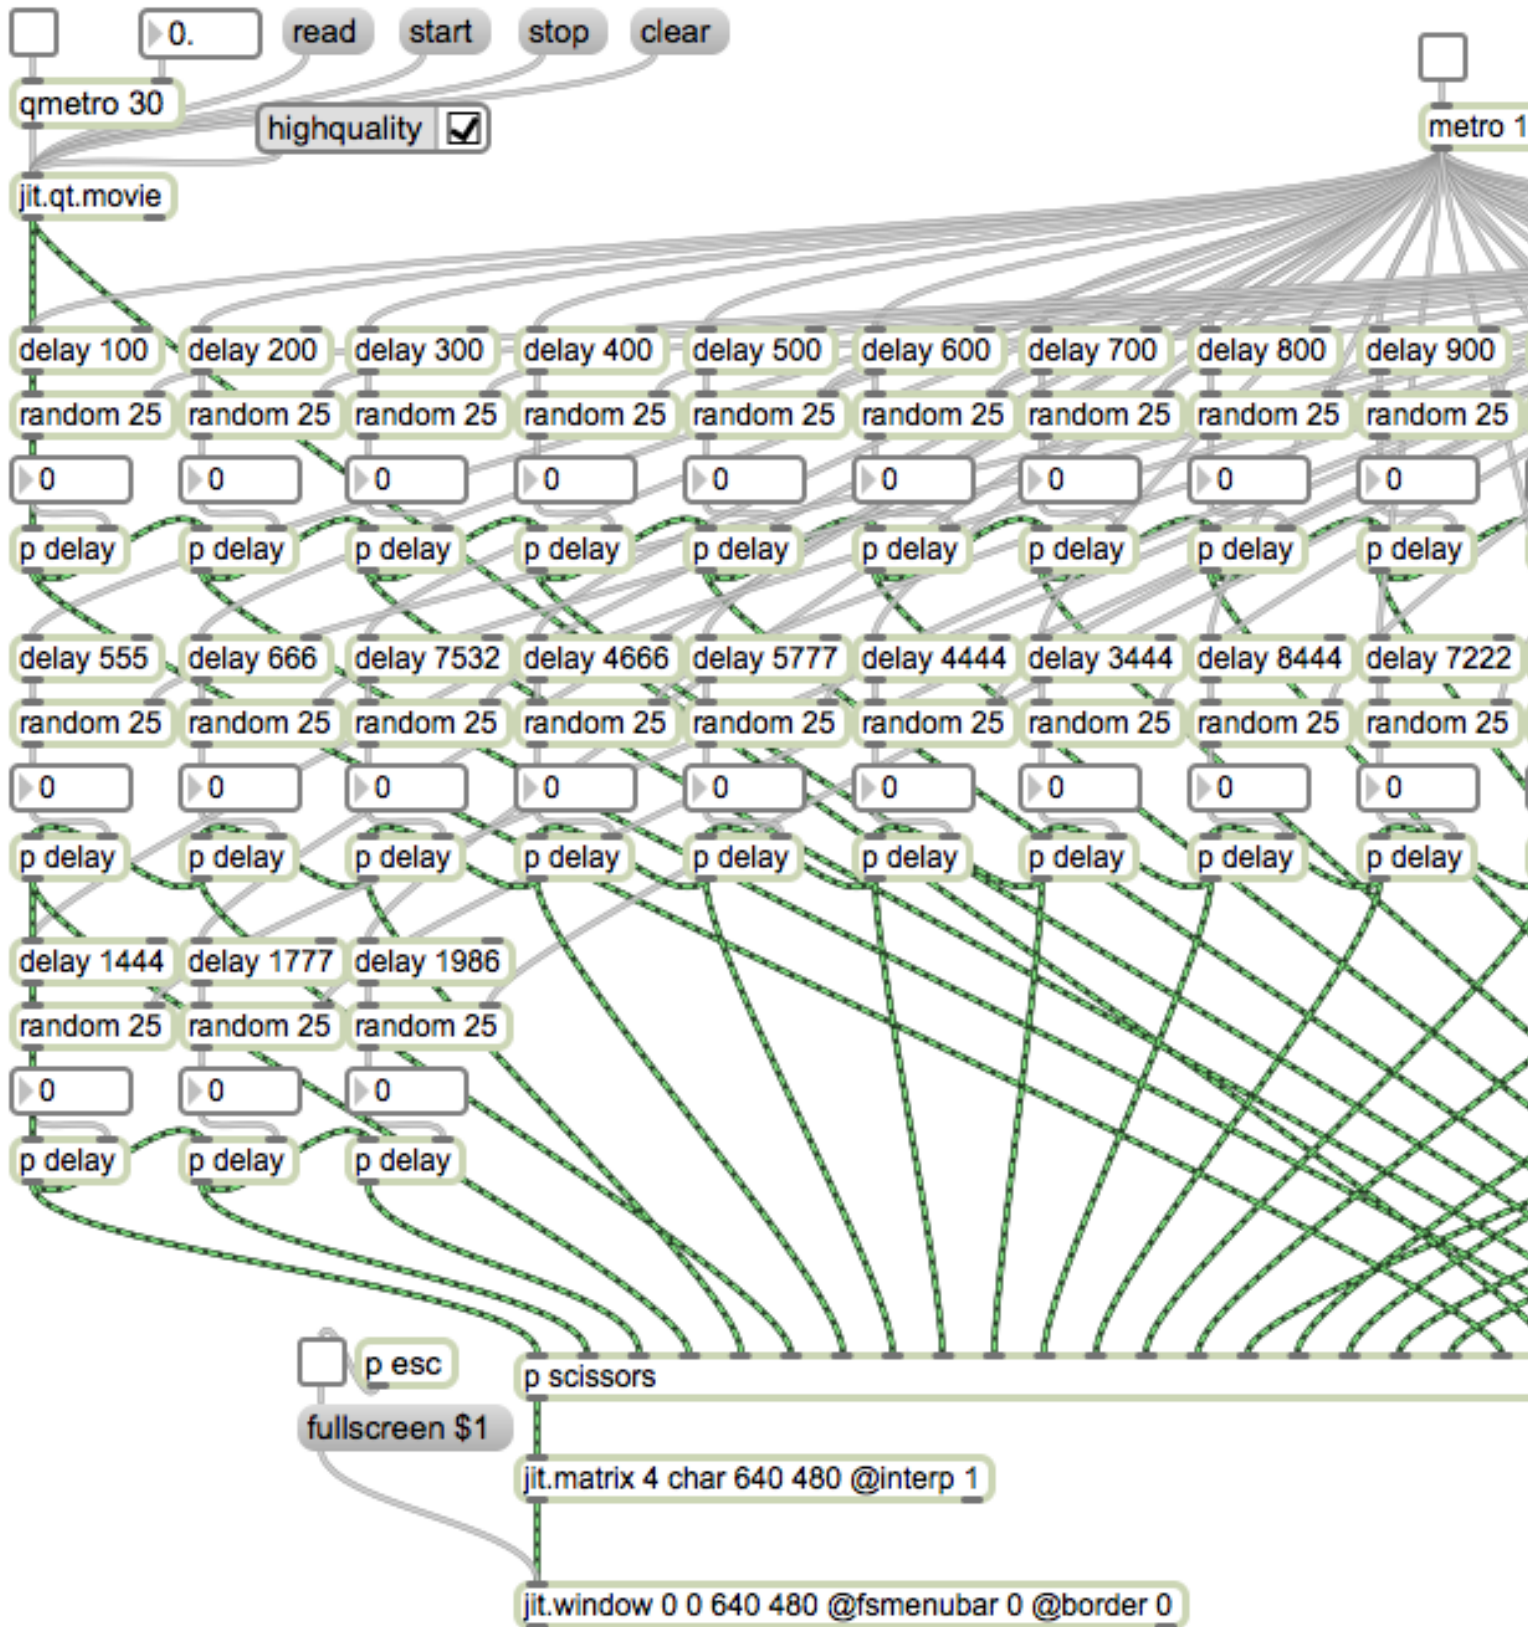 0. read start stop clear
qmetro 30
highquality
metro 1
jit.qt.movie
delay 100 delay 200 delay 300 delay 400 delay 500 delay 600 delay 700 delay 800 delay 900
random 25 random 25 random 25 random 25 random 25 random 25 random 25 random 25 random 25
0 0 0 0 0 0 0 0 0
p delay p delay p delay p delay p delay p delay p delay p delay p delay
delay 555 delay 666 delay 7532 delay 4666 delay 5777 delay 4444 delay 3444 delay 8444 delay 7222
random 25 random 25 random 25 random 25 random 25 random 25 random 25 random 25 random 25
0 0 0 0 0 0 0 0 0
p delay p delay p delay p delay p delay p delay p delay p delay p delay
delay 1444 delay 1777 delay 1986
random 25 random 25 random 25
0 0 0
p delay p delay p delay
p esc
p scissors
fullscreen $1
jit.matrix 4 char 640 480 @interp 1
jit.window 0 0 640 480 @fsmenubar 0 @border 0